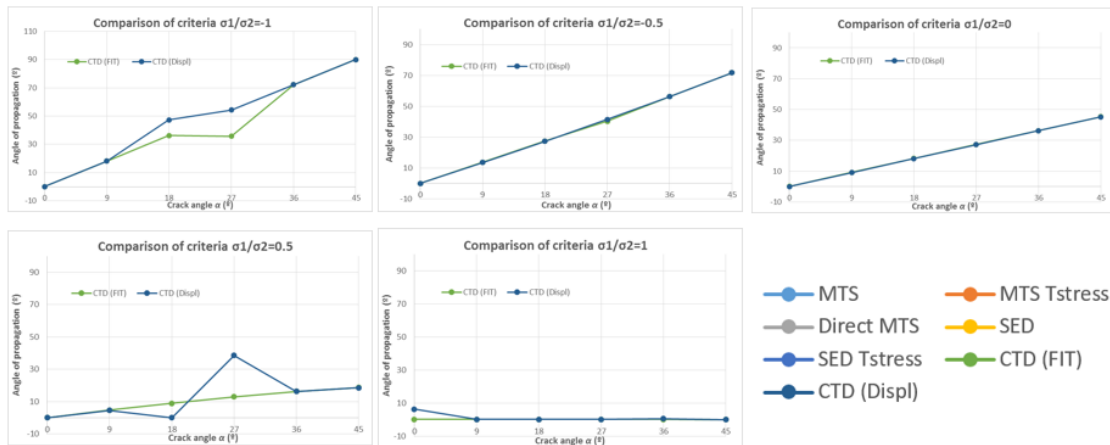 Comparison of criteria σ1/σ2=-1
CTD (FIT) CTD (Displ)
Angle of propagation (º)
110
90
70
50
30
10
-10
0 9 18 27 36 45
Crack angle α (º)
Comparison of criteria σ1/σ2=-0.5
CTD (FIT) CTD (Displ)
Angle of propagation (º)
90
70
50
30
10
-10
0 9 18 27 36 45
Crack angle α (º)
Comparison of criteria σ1/σ2=0
CTD (FIT) CTD (Displ)
Angle of propagation (º)
90
70
50
30
10
-10
0 9 18 27 36 45
Crack angle α (º)
Comparison of criteria σ1/σ2=0.5
CTD (FIT) CTD (Displ)
Angle of propagation (º)
90
70
50
30
10
-10
0 9 18 27 36 45
Crack angle α (º)
Comparison of criteria σ1/σ2=1
CTD (FIT) CTD (Displ)
Angle of propagation (º)
90
70
50
30
10
-10
0 9 18 27 36 45
Crack angle α (º)
MTS MTS Tstress
Direct MTS SED
SED Tstress CTD (FIT)
CTD (Displ)